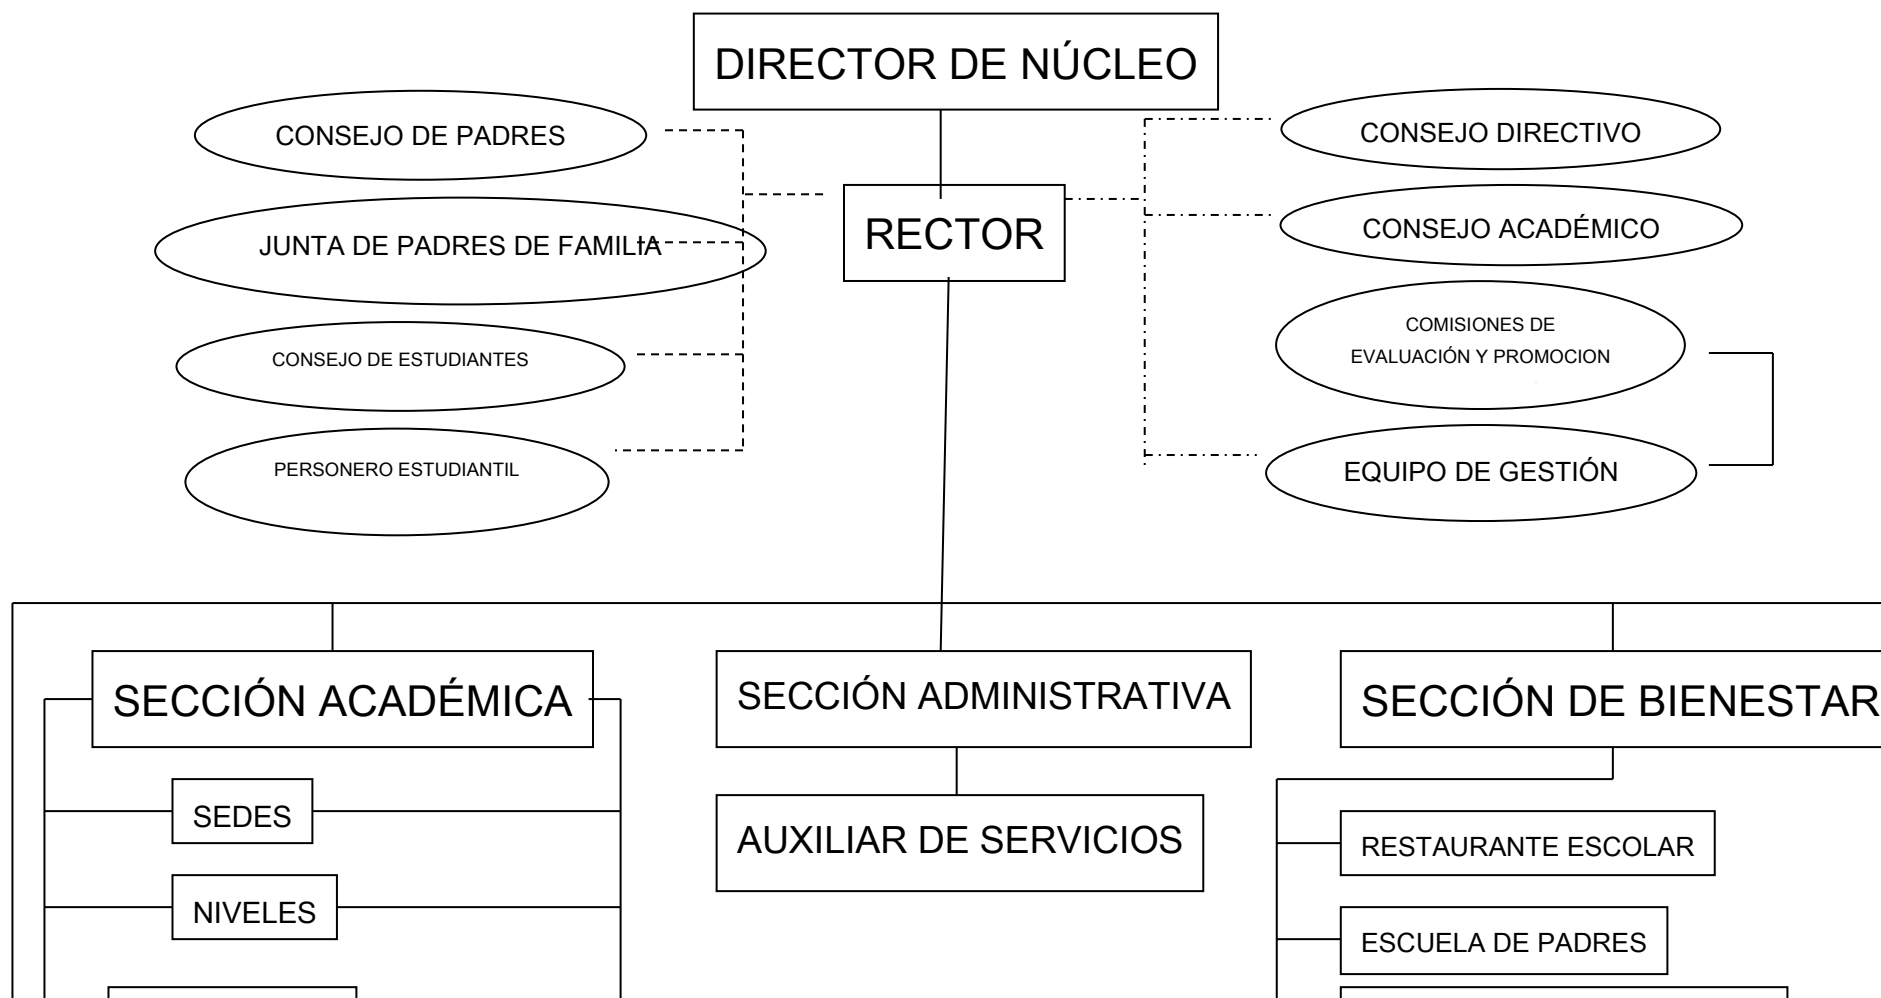 DIRECTOR DE NÚCLEO
CONSEJO DE PADRES
CONSEJO DIRECTIVO
RECTOR
JUNTA DE PADRES DE FAMILIA
CONSEJO ACADÉMICO
COMISIONES DE
EVALUACIÓN Y PROMOCION
CONSEJO DE ESTUDIANTES
PERSONERO ESTUDIANTIL
EQUIPO DE GESTIÓN
SECCIÓN ACADÉMICA
SECCIÓN ADMINISTRATIVA
SECCIÓN DE BIENESTAR
SEDES
AUXILIAR DE SERVICIOS
RESTAURANTE ESCOLAR
NIVELES
ESCUELA DE PADRES